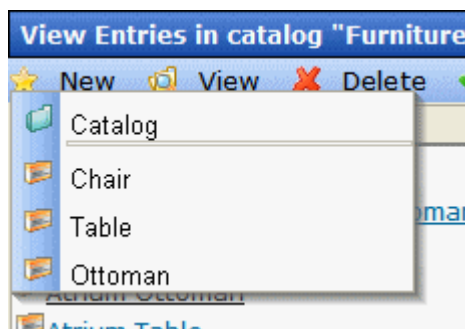 View Entries in catalog "Furniture
New View Delete
Catalog
Chair
Table
Ottoman
Atrium Ottoman
Atrium Table